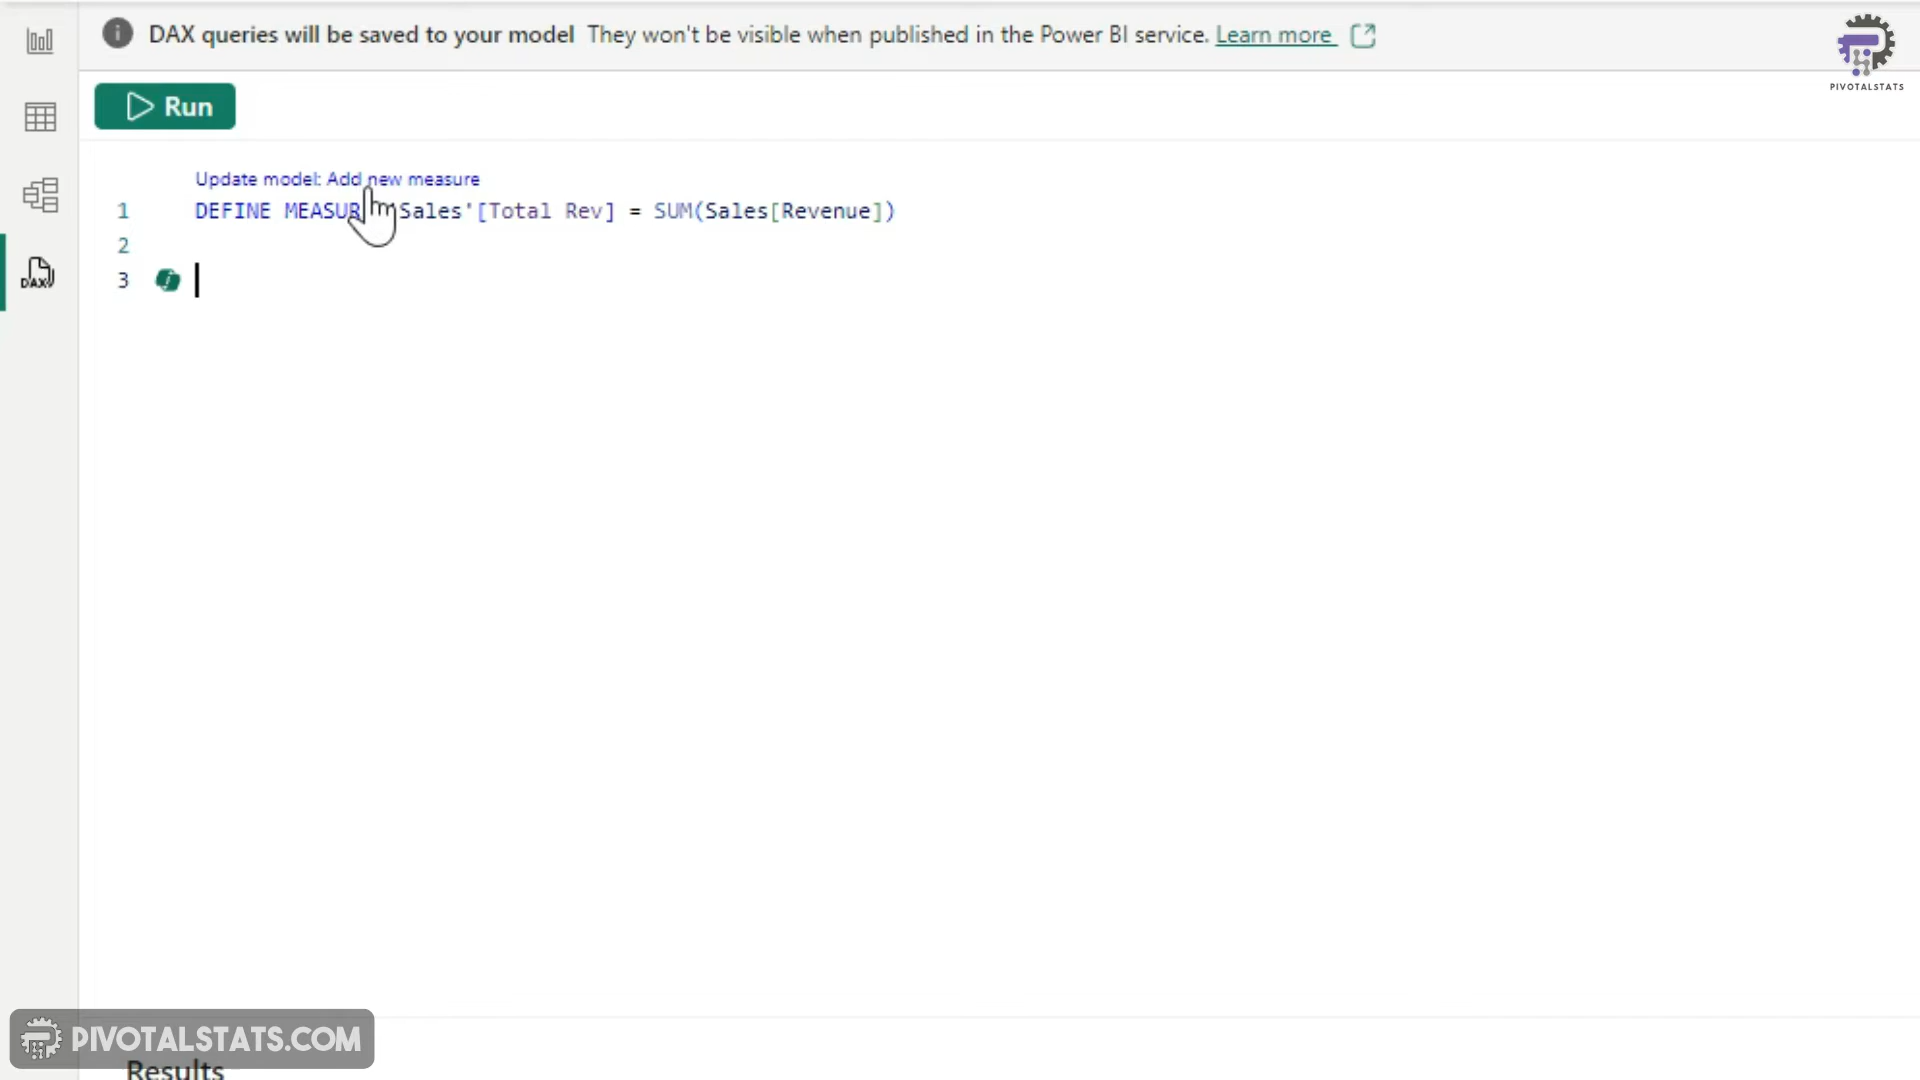 DAX queries will be saved to your model They won't be visible when published in the Power BI service. Learn more
PIVOTALSTATS
Run
Update model: Add new measure
1 DEFINE MEASUR Sales'[Total Rev] = SUM(Sales[Revenue])
2
3
DAX
PIVOTALSTATS.COM
Results